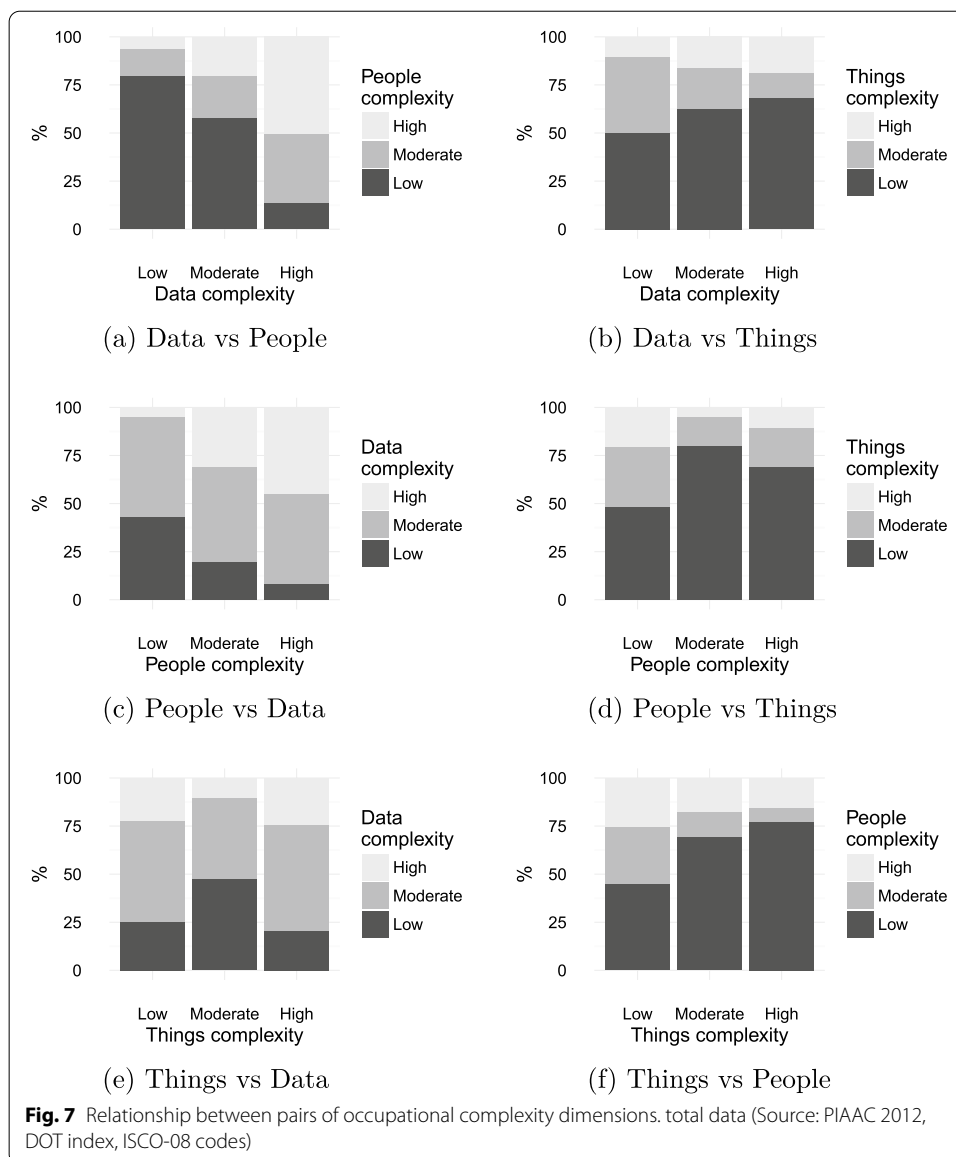 100
75
50
25
0
%
Low Moderate High
Data complexity
People
complexity
High
Moderate
Low
(a) Data vs People
100
75
50
25
0
%
Low Moderate High
Data complexity
Things
complexity
High
Moderate
Low
(b) Data vs Things
100
75
50
25
0
%
Low Moderate High
People complexity
Data
complexity
High
Moderate
Low
(c) People vs Data
100
75
50
25
0
%
Low Moderate High
People complexity
Things
complexity
High
Moderate
Low
(d) People vs Things
100
75
50
25
0
%
Low Moderate High
Things complexity
Data
complexity
High
Moderate
Low
(e) Things vs Data
100
75
50
25
0
%
Low Moderate High
Things complexity
People
complexity
High
Moderate
Low
(f) Things vs People
Fig. 7 Relationship between pairs of occupational complexity dimensions. total data (Source: PIAAC 2012,
DOT index, ISCO-08 codes)